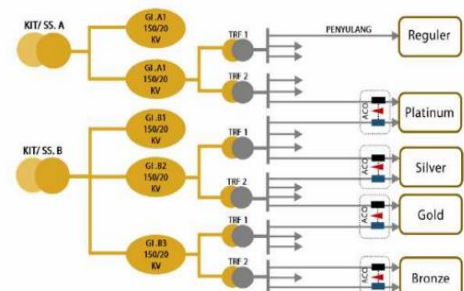 KIT/ SS. A
GI .A1
150/20
KV
GI .A1
150/20
KV
TRF 1
TRF 2
PENYULANG
Reguler
ACO
Platinum
KIT/ SS. B
GI .B1
150/20
KV
GI .B2
150/20
KV
GI .B3
150/20
KV
TRF 1
TRF 2
TRF 1
TRF 2
ACO
Silver
ACO
Gold
ACO
Bronze